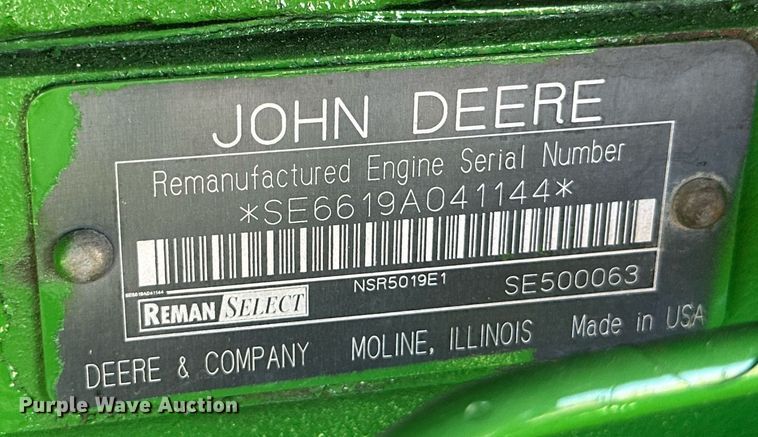 JOHN DEERE
Remanufactured Engine Serial Number
*SE6619A041144*
SE6619A041144
NSR5019E1
SE500063
REMAN SELECT
DEERE & COMPANY MOLINE, ILLINOIS Made in USA
Purple Wave Auction